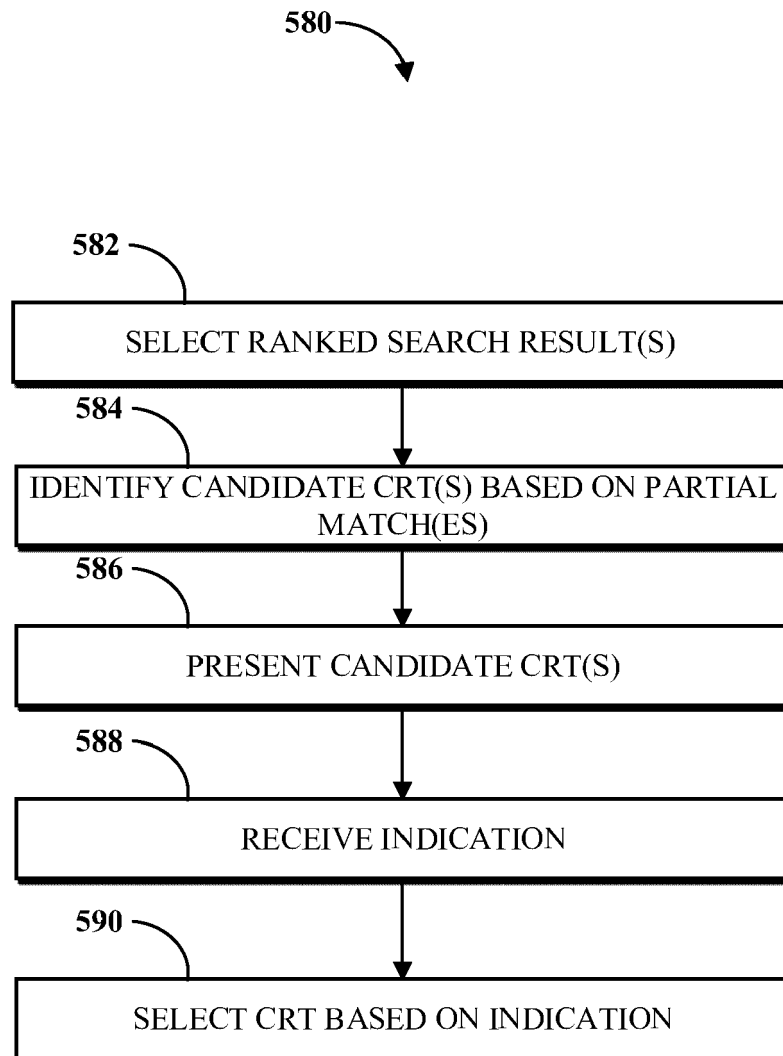 580
582
SELECT RANKED SEARCH RESULT(S)
584
IDENTIFY CANDIDATE CRT(S) BASED ON PARTIAL
MATCH(ES)
586
PRESENT CANDIDATE CRT(S)
588
RECEIVE INDICATION
590
SELECT CRT BASED ON INDICATION